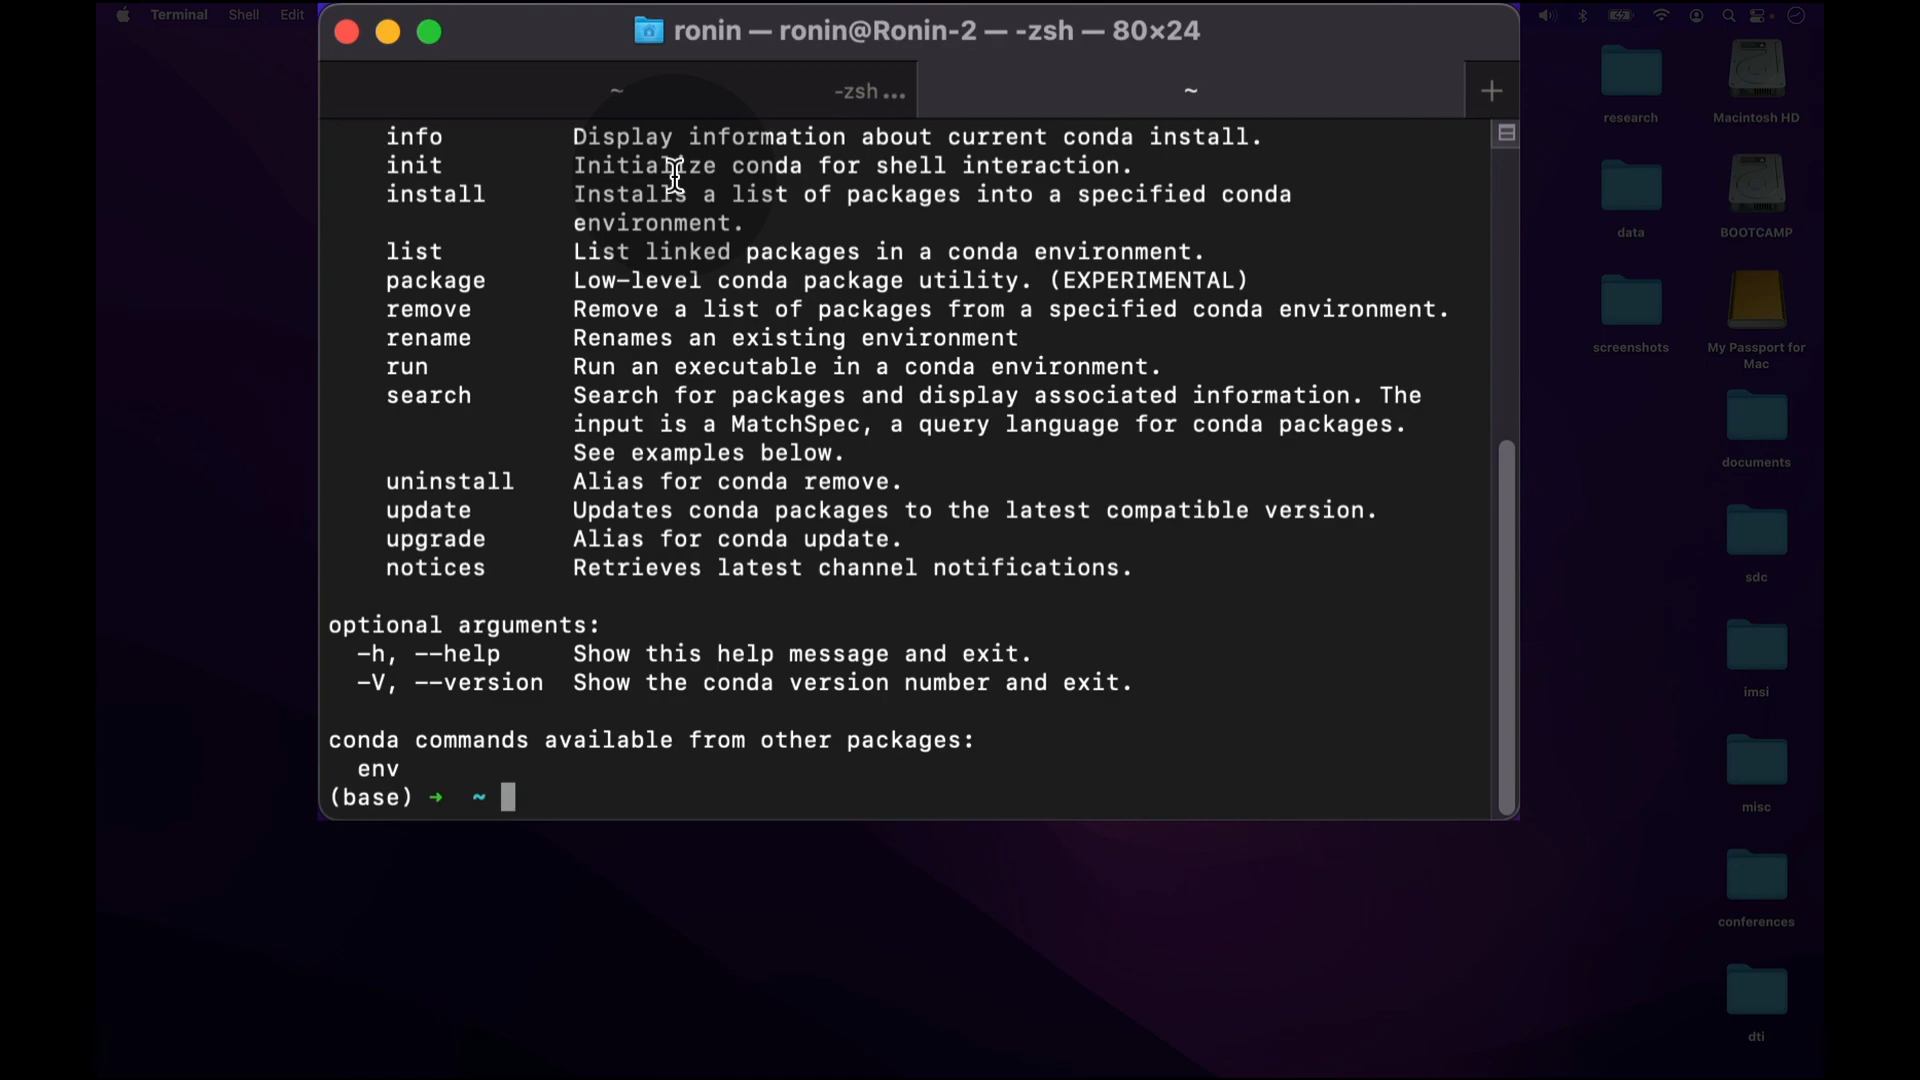 Terminal Shell Edit
ronin — ronin@Ronin-2 — -zsh — 80×24
~ -zsh ... ~ +
info Display information about current conda install.
init Initialize conda for shell interaction.
install Installs a list of packages into a specified conda
environment.
list List linked packages in a conda environment.
package Low-level conda package utility. (EXPERIMENTAL)
remove Remove a list of packages from a specified conda environment.
rename Renames an existing environment
run Run an executable in a conda environment.
search Search for packages and display associated information. The
input is a MatchSpec, a query language for conda packages.
See examples below.
uninstall Alias for conda remove.
update Updates conda packages to the latest compatible version.
upgrade Alias for conda update.
notices Retrieves latest channel notifications.
optional arguments:
-h, --help Show this help message and exit.
-V, --version Show the conda version number and exit.
conda commands available from other packages:
env
(base) ➜ ~
research
Macintosh HD
data
BOOTCAMP
screenshots
My Passport for
Mac
documents
sdc
imsi
misc
conferences
dti